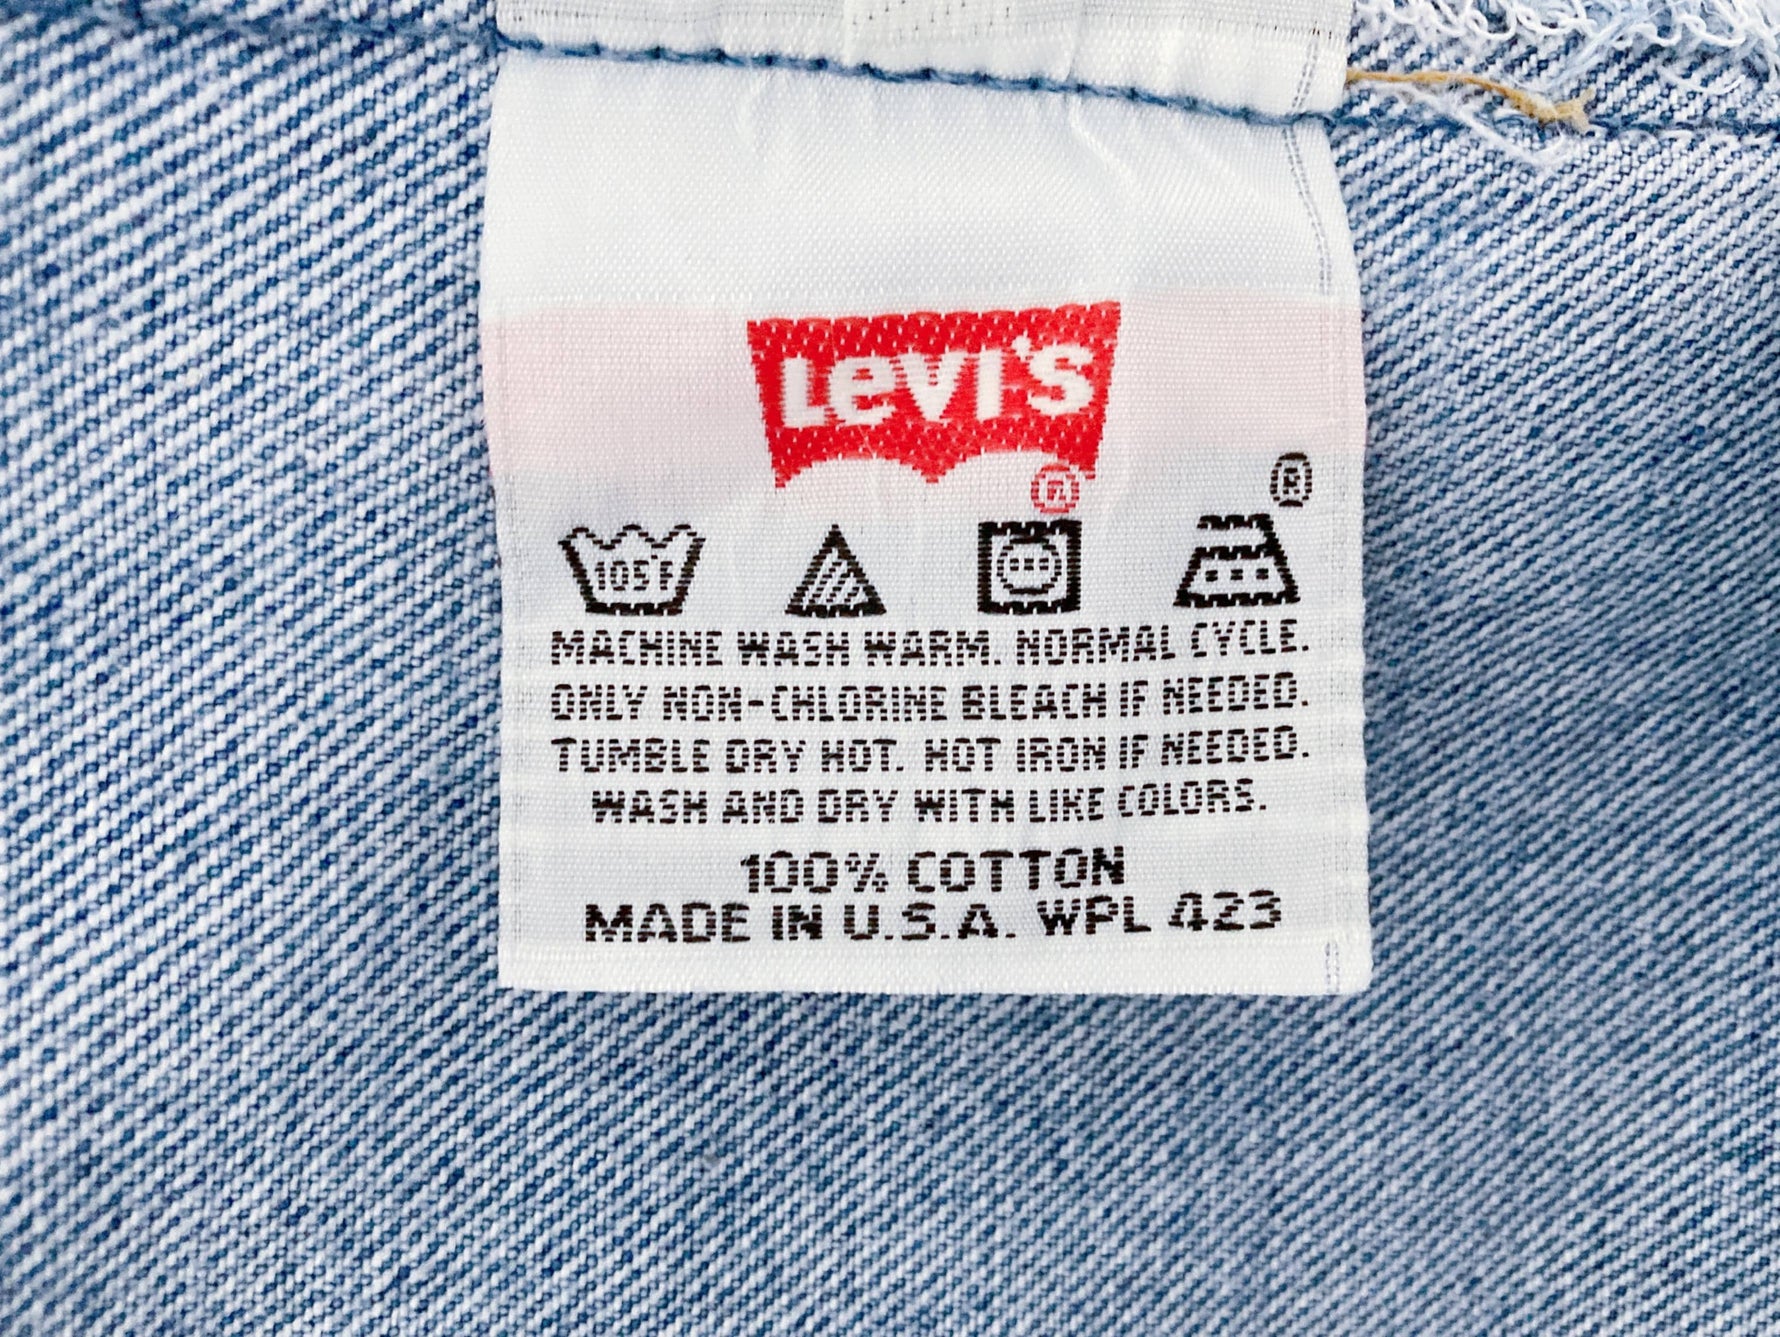 Levi's
®
®
105°F
MACHINE WASH WARM. NORMAL CYCLE.
ONLY NON-CHLORINE BLEACH IF NEEDED.
TUMBLE DRY HOT. HOT IRON IF NEEDED.
WASH AND DRY WITH LIKE COLORS.
100% COTTON
MADE IN U.S.A. WPL 423